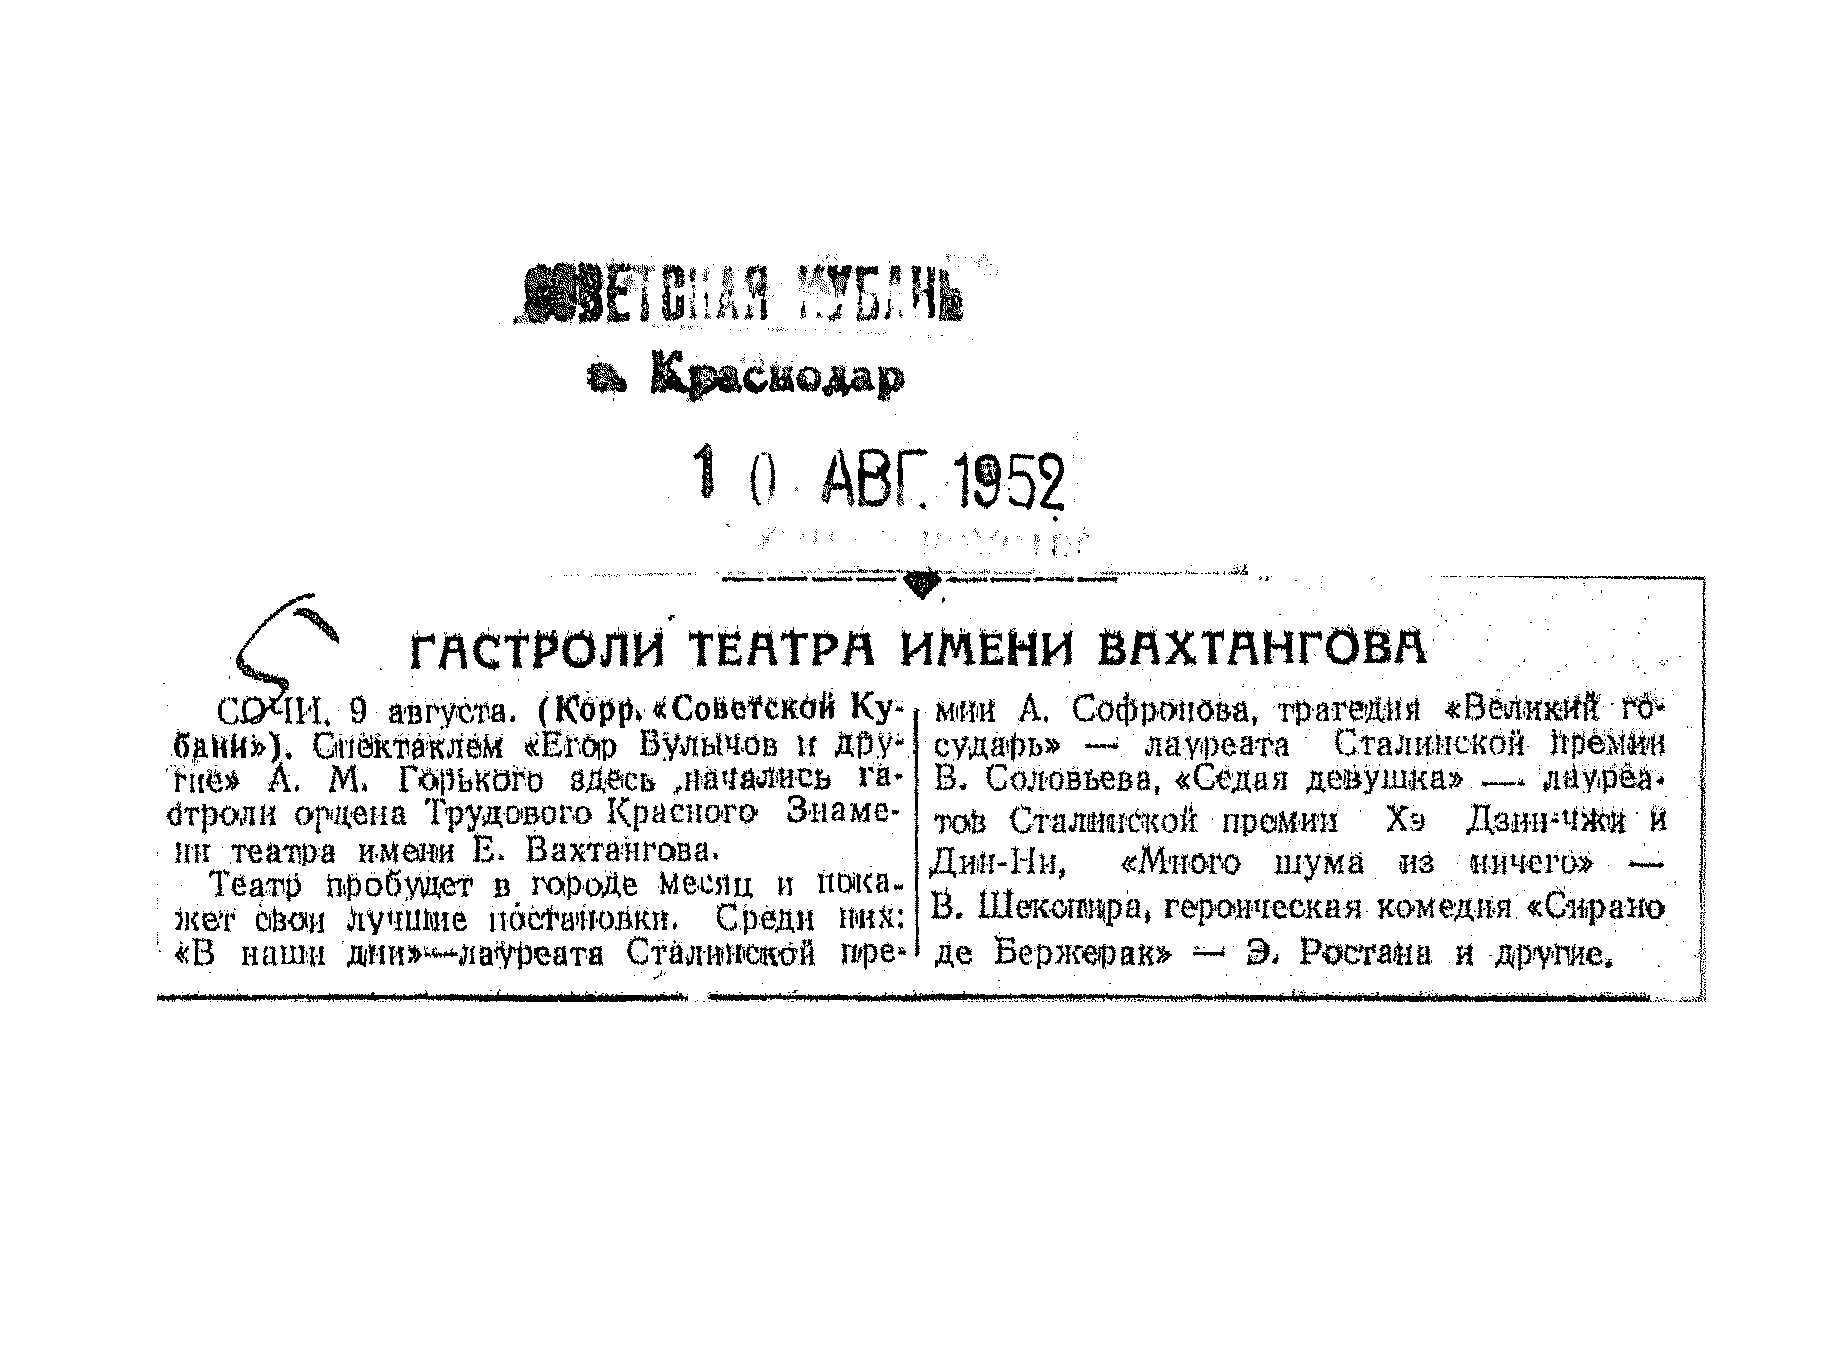 СОВЕТСКАЯ КУБАНЬ
г. Краснодар
10 АВГ. 1952
ГАСТРОЛИ ТЕАТРА ИМЕНИ ВАХТАНГОВА
СОЧИ, 9 августа. (Корр. «Советской Ку-
бани»). Спектаклем «Егор Булычов и дру-
гие» А. М. Горького здесь начались га-
строли ордена Трудового Красного Знаме-
ни театра имени Е. Вахтангова.
Театр пробудет в городе месяц и пока-
жет свои лучшие постановки. Среди них:
«В наши дни»—лауреата Сталинской пре-
мии А. Софронова, трагедия «Великий го-
сударь» — лауреата Сталинской премии
В. Соловьева, «Седая девушка» — лауреа-
тов Сталинской премии Хэ Дзин-чжи и
Дин-Ни, «Много шума из ничего» —
В. Шекспира, героическая комедия «Сирано
де Бержерак» — Э. Ростана и другие.